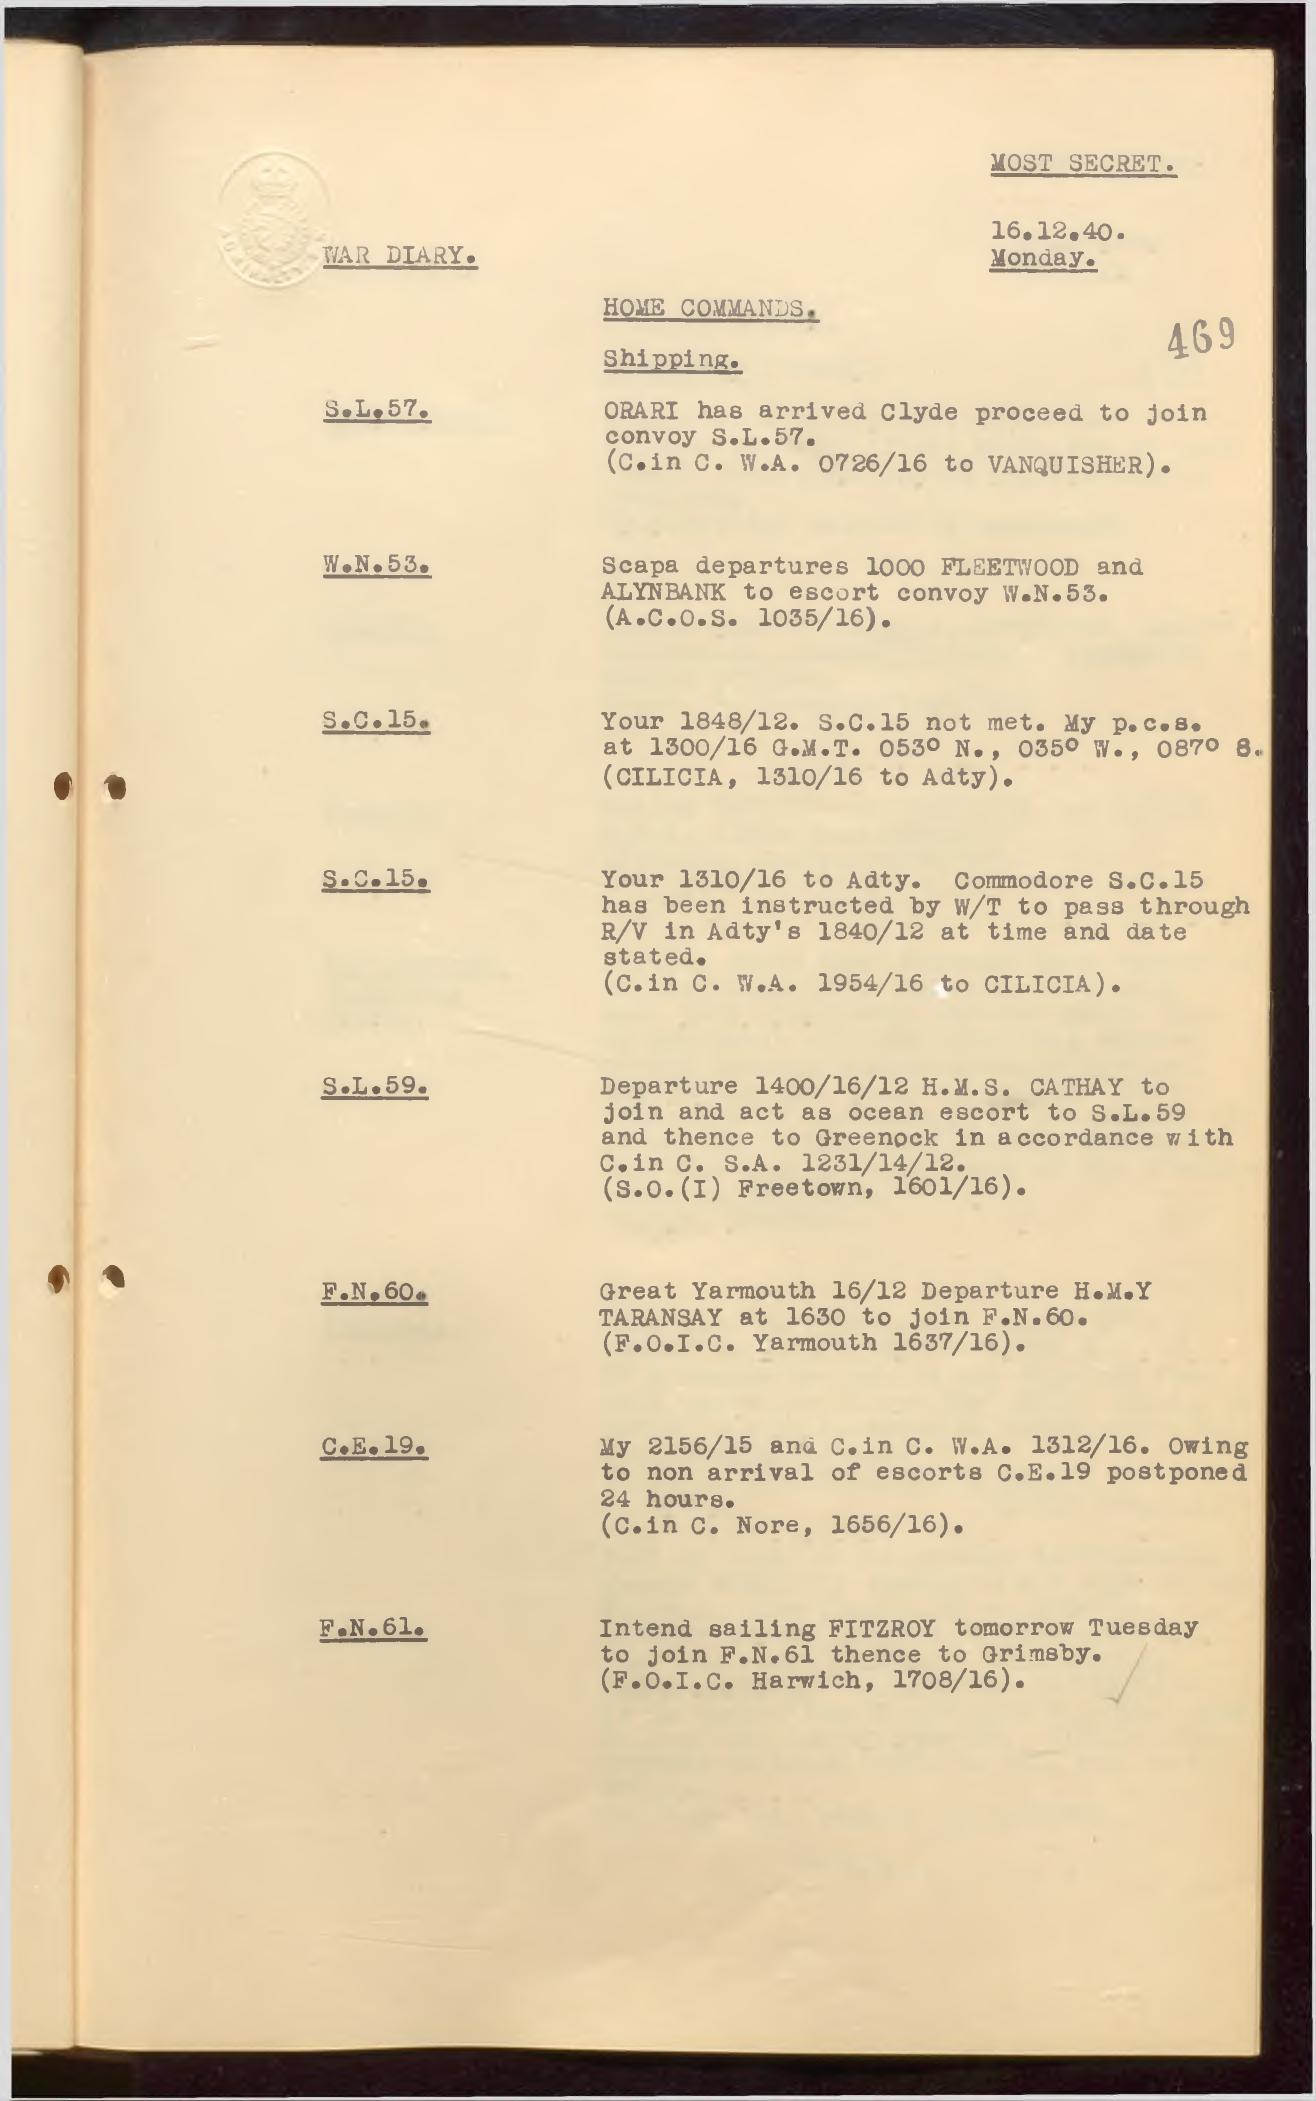 MOST SECRET.
16.12.40.
WAR DIARY.
Monday.
HOME COMMANDS.
469
Shipping.
S.L.57.
ORARI has arrived Clyde proceed to join
convoy S.L.57.
(C.in C. W.A. 0726/16 to VANQUISHER).
W.N.53.
Scapa departures 1000 FLEETWOOD and
ALYNBANK to escort convoy W.N.53.
(A.C.O.S. 1035/16).
S.C.15.
Your 1848/12. S.C.15 not met. My p.c.s.
at 1300/16 G.M.T. 053º N., 035º W., 087º 8.
(CILICIA, 1310/16 to Adty).
S.C.15.
Your 1310/16 to Adty. Commodore S.C.15
has been instructed by W/T to pass through
R/V in Adty's 1840/12 at time and date
stated.
(C.in C. W.A. 1954/16 to CILICIA).
S.L.59.
Departure 1400/16/12 H.M.S. CATHAY to
join and act as ocean escort to S.L.59
and thence to Greenock in accordance with
C.in C. S.A. 1231/14/12.
(S.O.(I) Freetown, 1601/16).
F.N.60.
Great Yarmouth 16/12 Departure H.M.Y
TARANSAY at 1630 to join F.N.60.
(F.O.I.C. Yarmouth 1637/16).
C.E.19.
My 2156/15 and C.in C. W.A. 1312/16. Owing
to non arrival of escorts C.E.19 postponed
24 hours.
(C.in C. Nore, 1656/16).
F.N.61.
Intend sailing FITZROY tomorrow Tuesday
to join F.N.61 thence to Grimsby.
(F.O.I.C. Harwich, 1708/16).